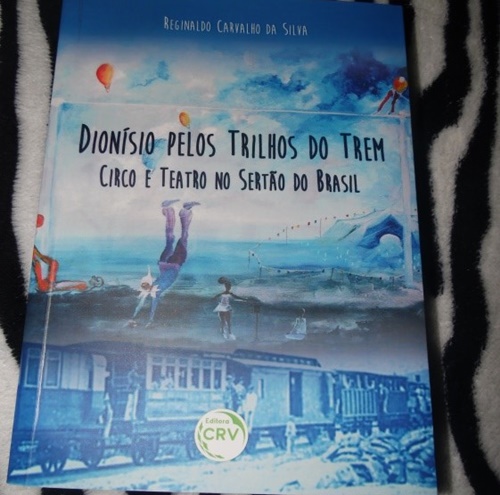 Reginaldo Carvalho da Silva
Dionísio pelos Trilhos do Trem
Circo e Teatro no Sertão do Brasil
Editora
CRV